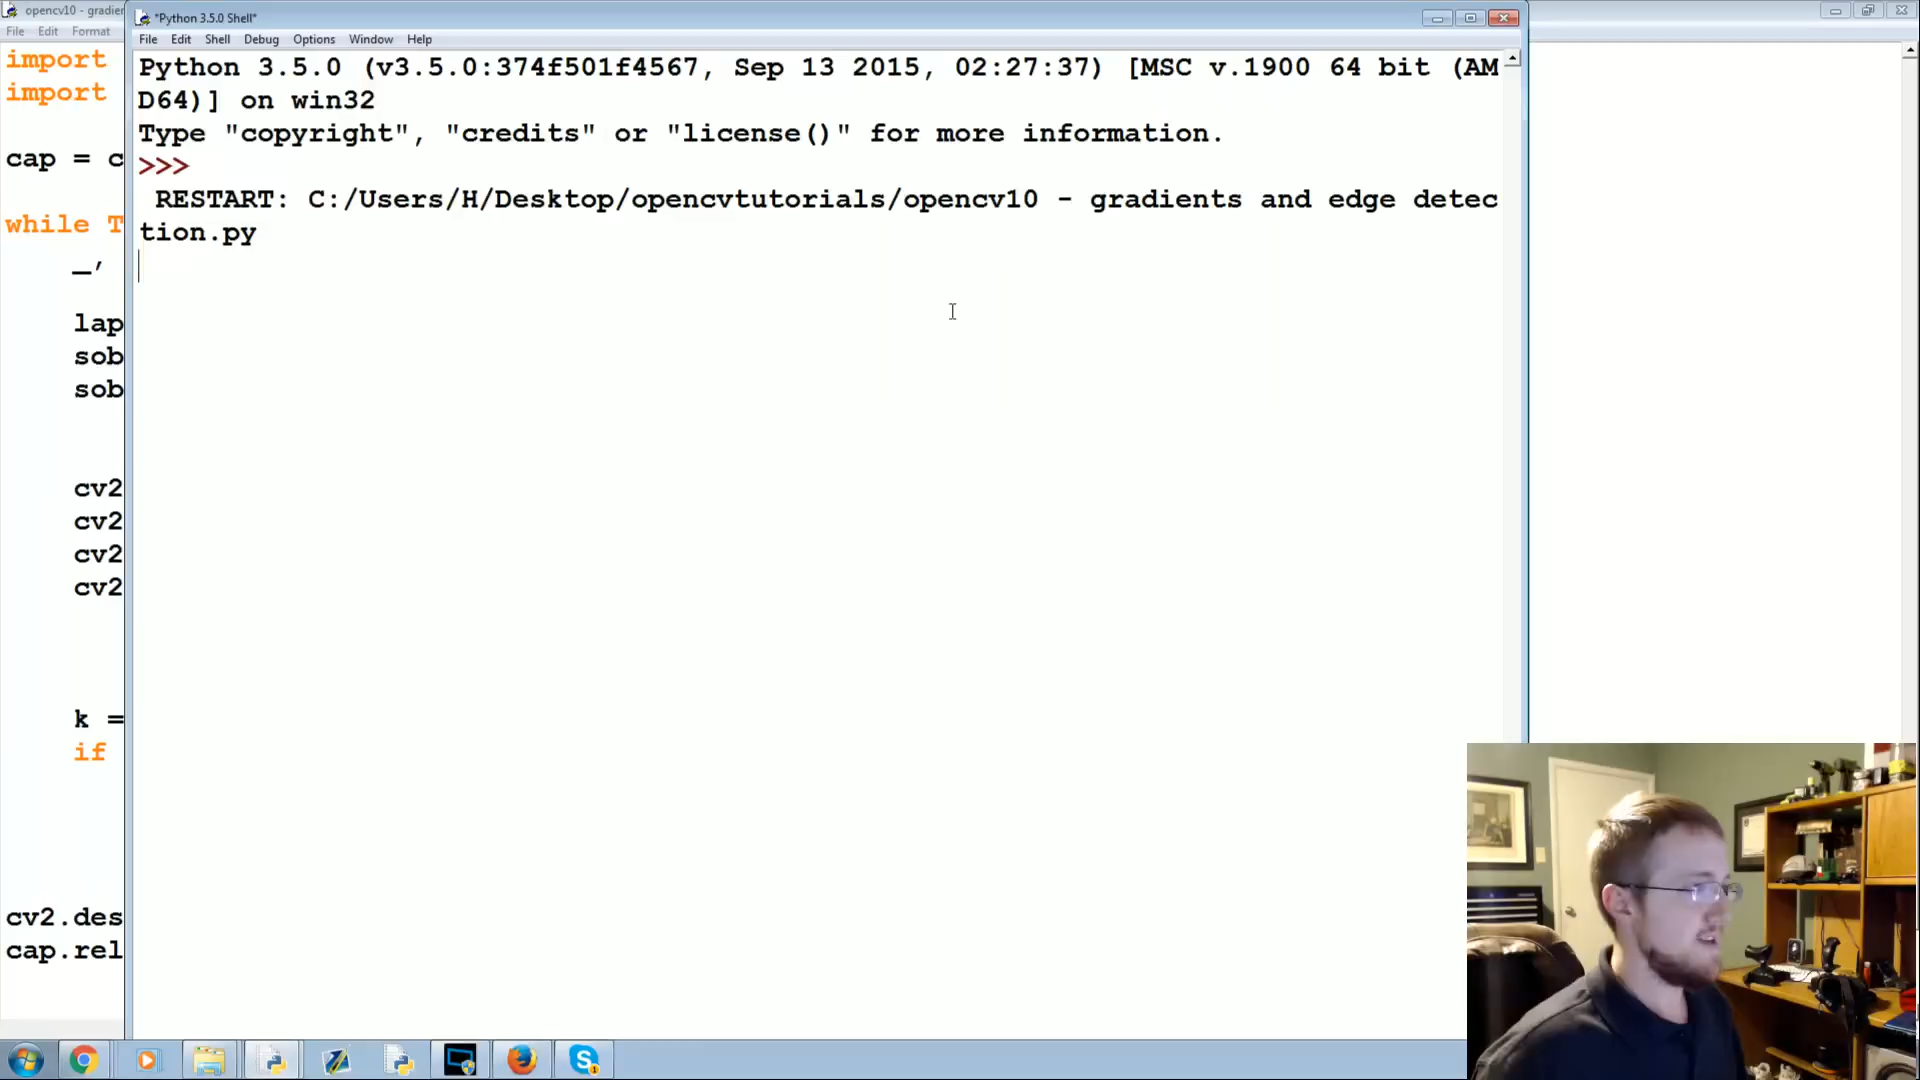 opencv10 - gradien
File Edit Format
import
import
cap = c
while T
_,
lap
sob
sob
cv2
cv2
cv2
cv2
k =
if
cv2.des
cap.rel
*Python 3.5.0 Shell*
File Edit Shell Debug Options Window Help
Python 3.5.0 (v3.5.0:374f501f4567, Sep 13 2015, 02:27:37) [MSC v.1900 64 bit (AM
D64)] on win32
Type "copyright", "credits" or "license()" for more information.
>>>
RESTART: C:/Users/H/Desktop/opencvtutorials/opencv10 - gradients and edge detec
tion.py